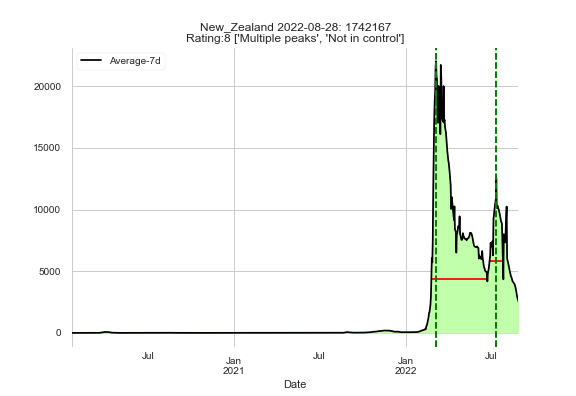 New_Zealand 2022-08-28: 1742167
Rating:8 ['Multiple peaks', 'Not in control']
Average-7d
20000
15000
10000
5000
0
Jul
Jan
2021
Jul
Jan
2022
Jul
Date